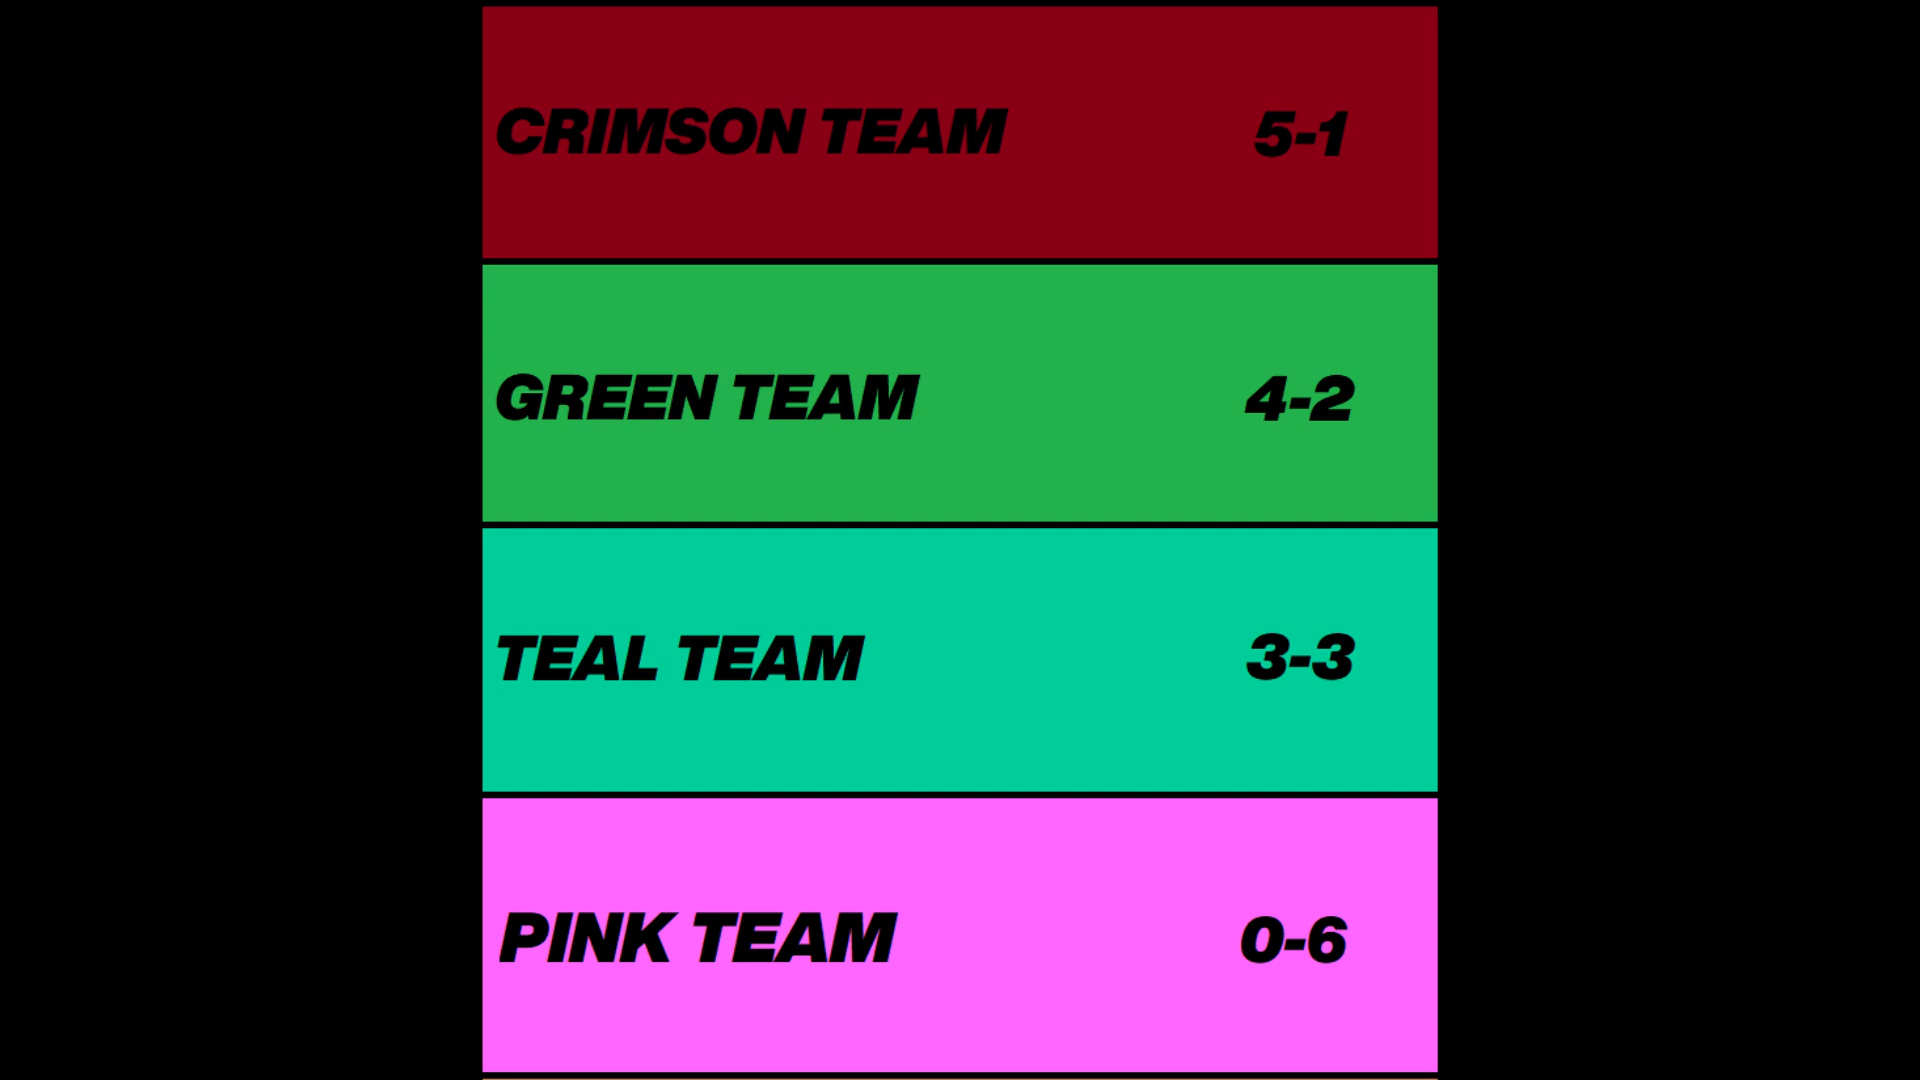 CRIMSON TEAM 5-1
GREEN TEAM 4-2
TEAL TEAM 3-3
PINK TEAM 0-6